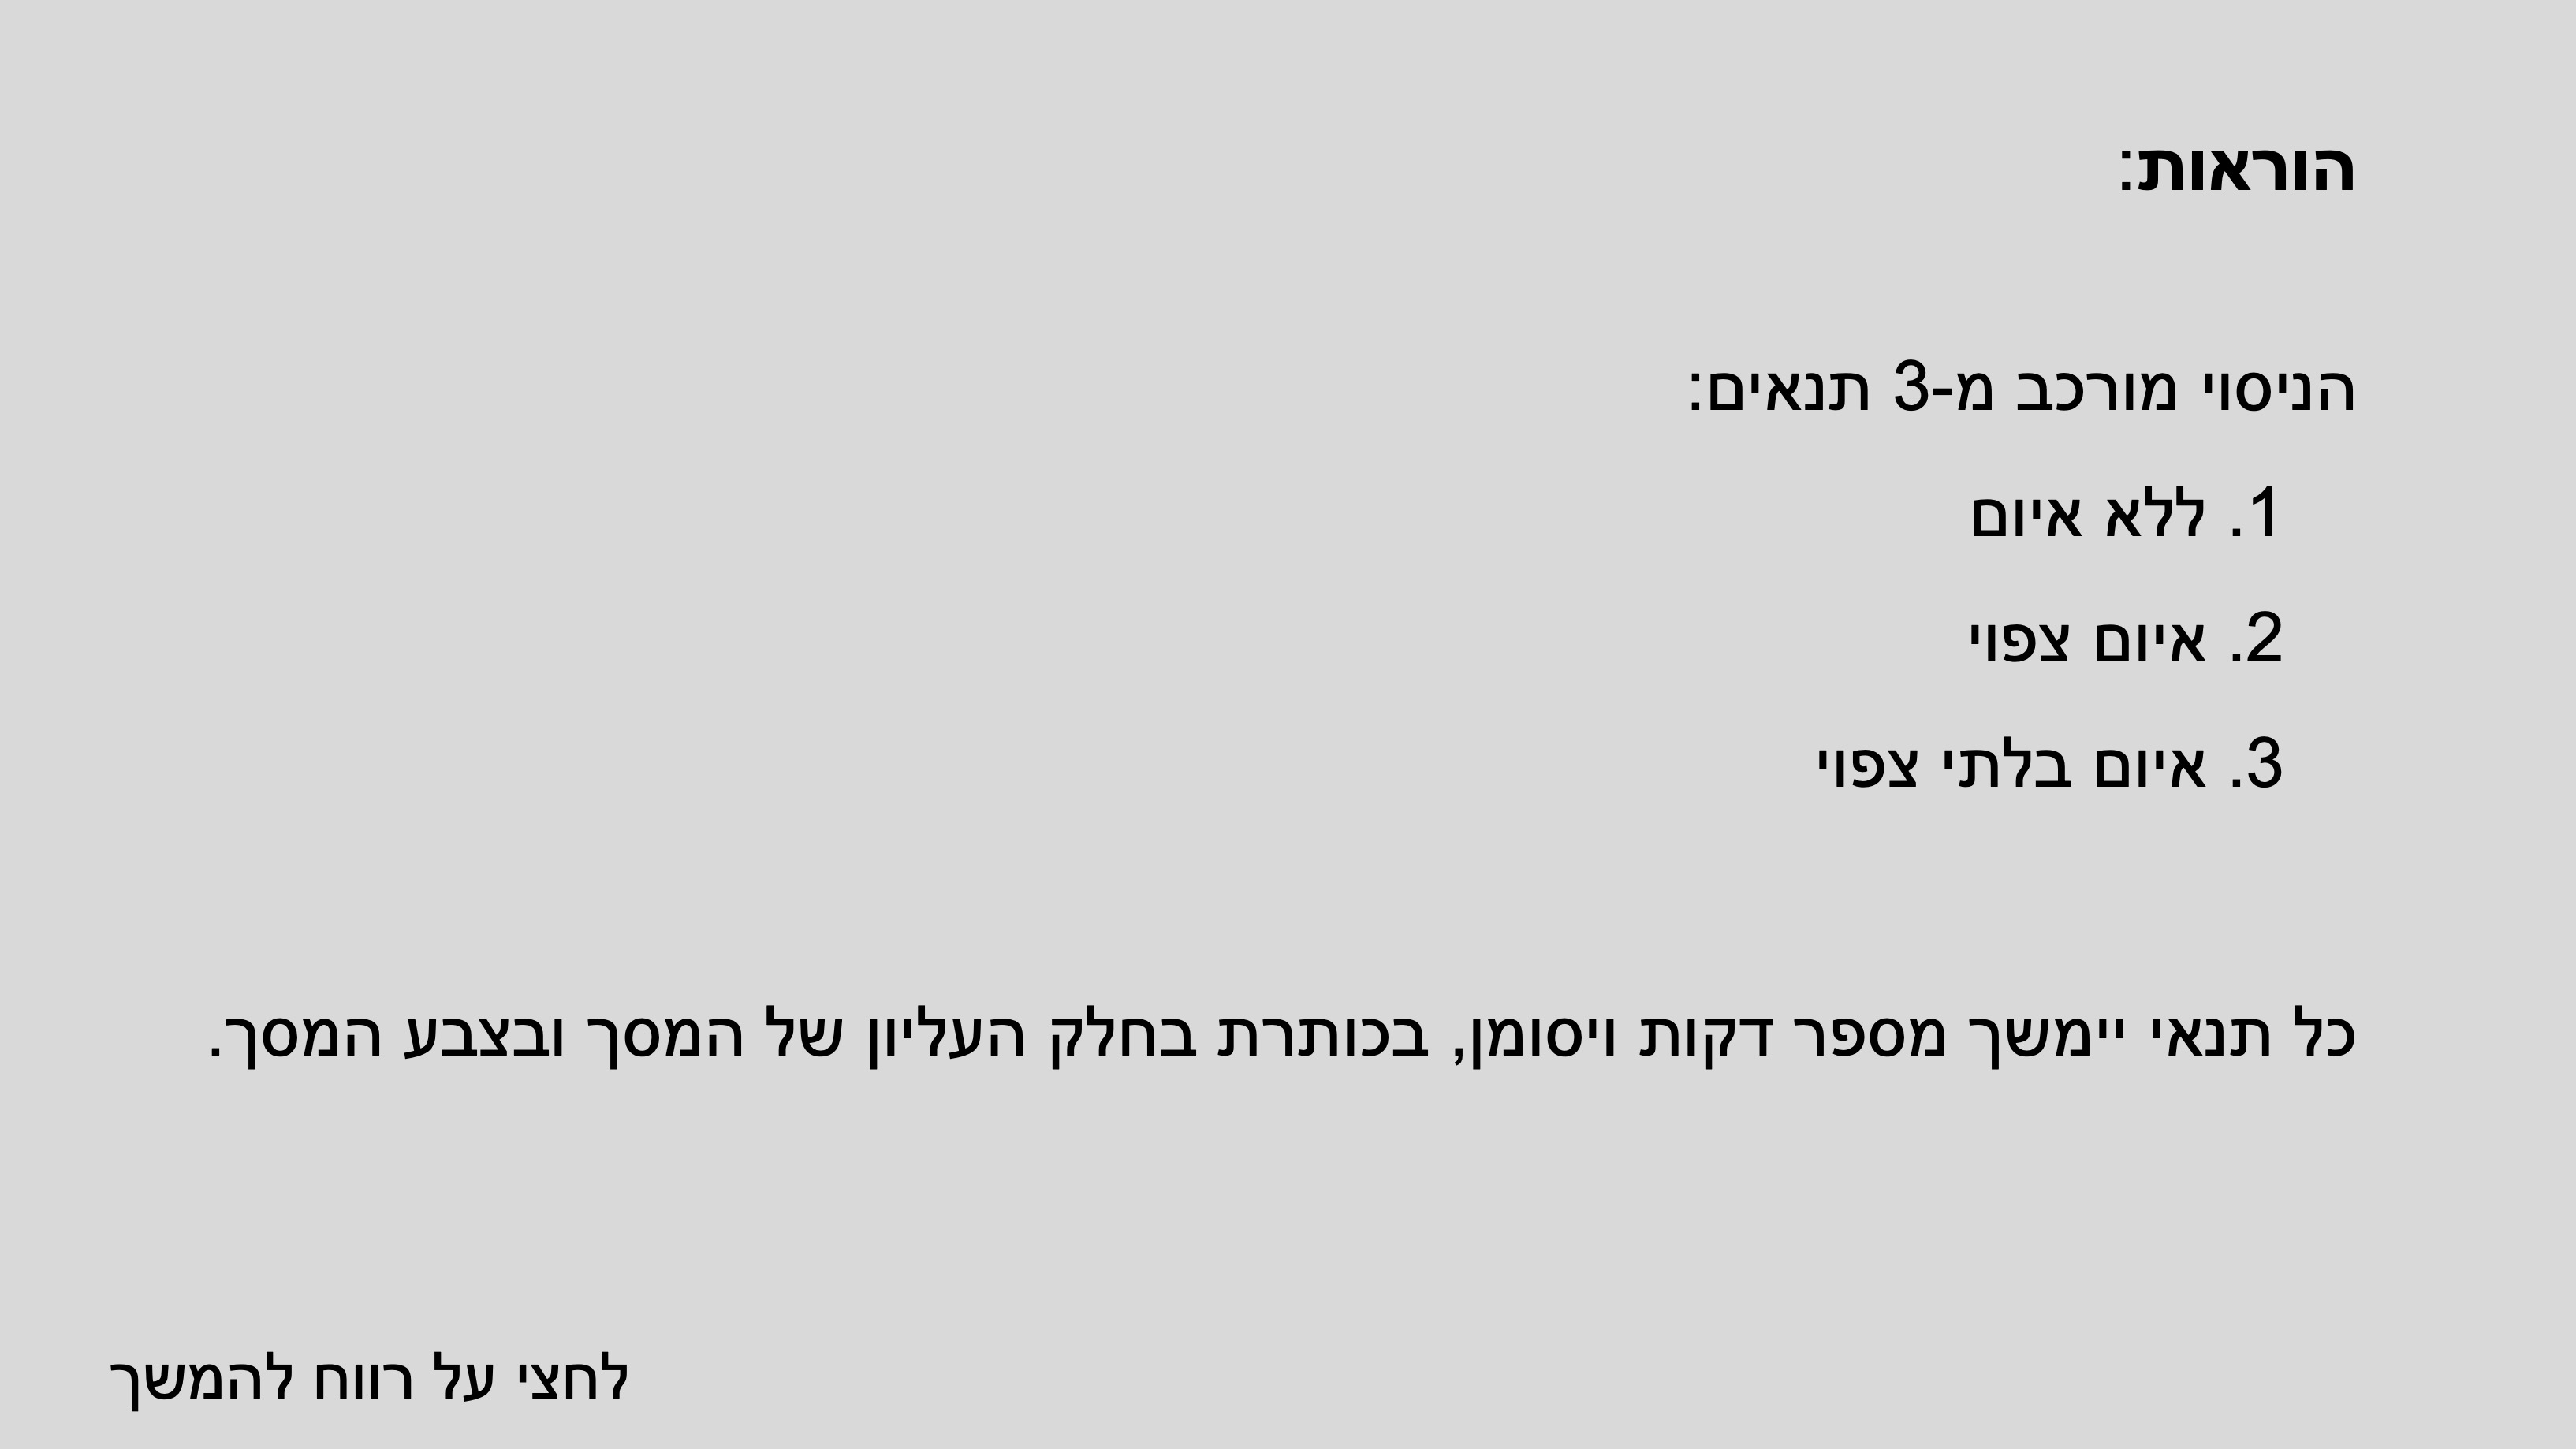 הוראות:
הניסוי מורכב מ-3 תנאים:
1. ללא איום
2. איום צפוי
3. איום בלתי צפוי
כל תנאי יימשך מספר דקות ויסומן, בכותרת בחלק העליון של המסך ובצבע המסך.
לחצי על רווח להמשך